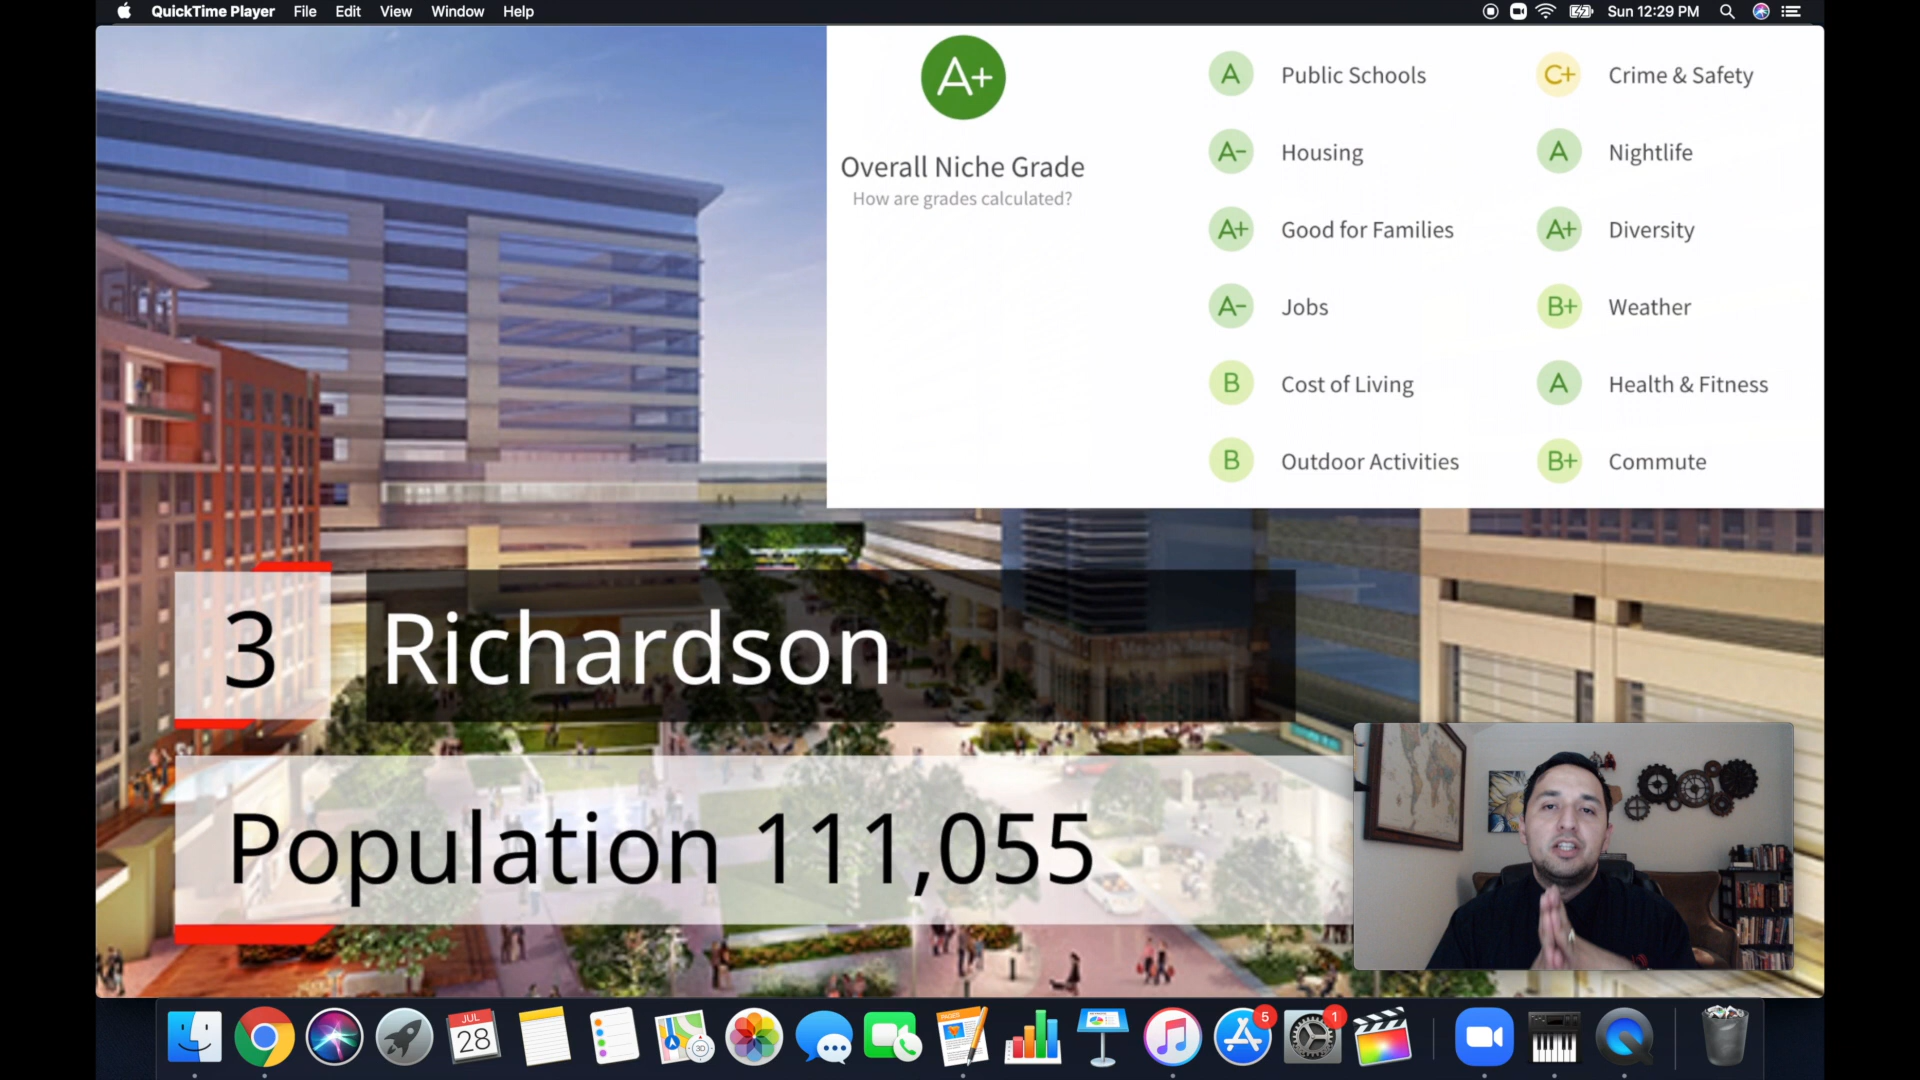 QuickTime Player File Edit View Window Help
Sun 12:29 PM
A+
Overall Niche Grade
How are grades calculated?
A Public Schools
C+ Crime & Safety
A- Housing
A Nightlife
A+ Good for Families
A+ Diversity
A- Jobs
B+ Weather
B Cost of Living
A Health & Fitness
B Outdoor Activities
B+ Commute
3 Richardson
Population 111,055
JUL
28
PAGES
5
1